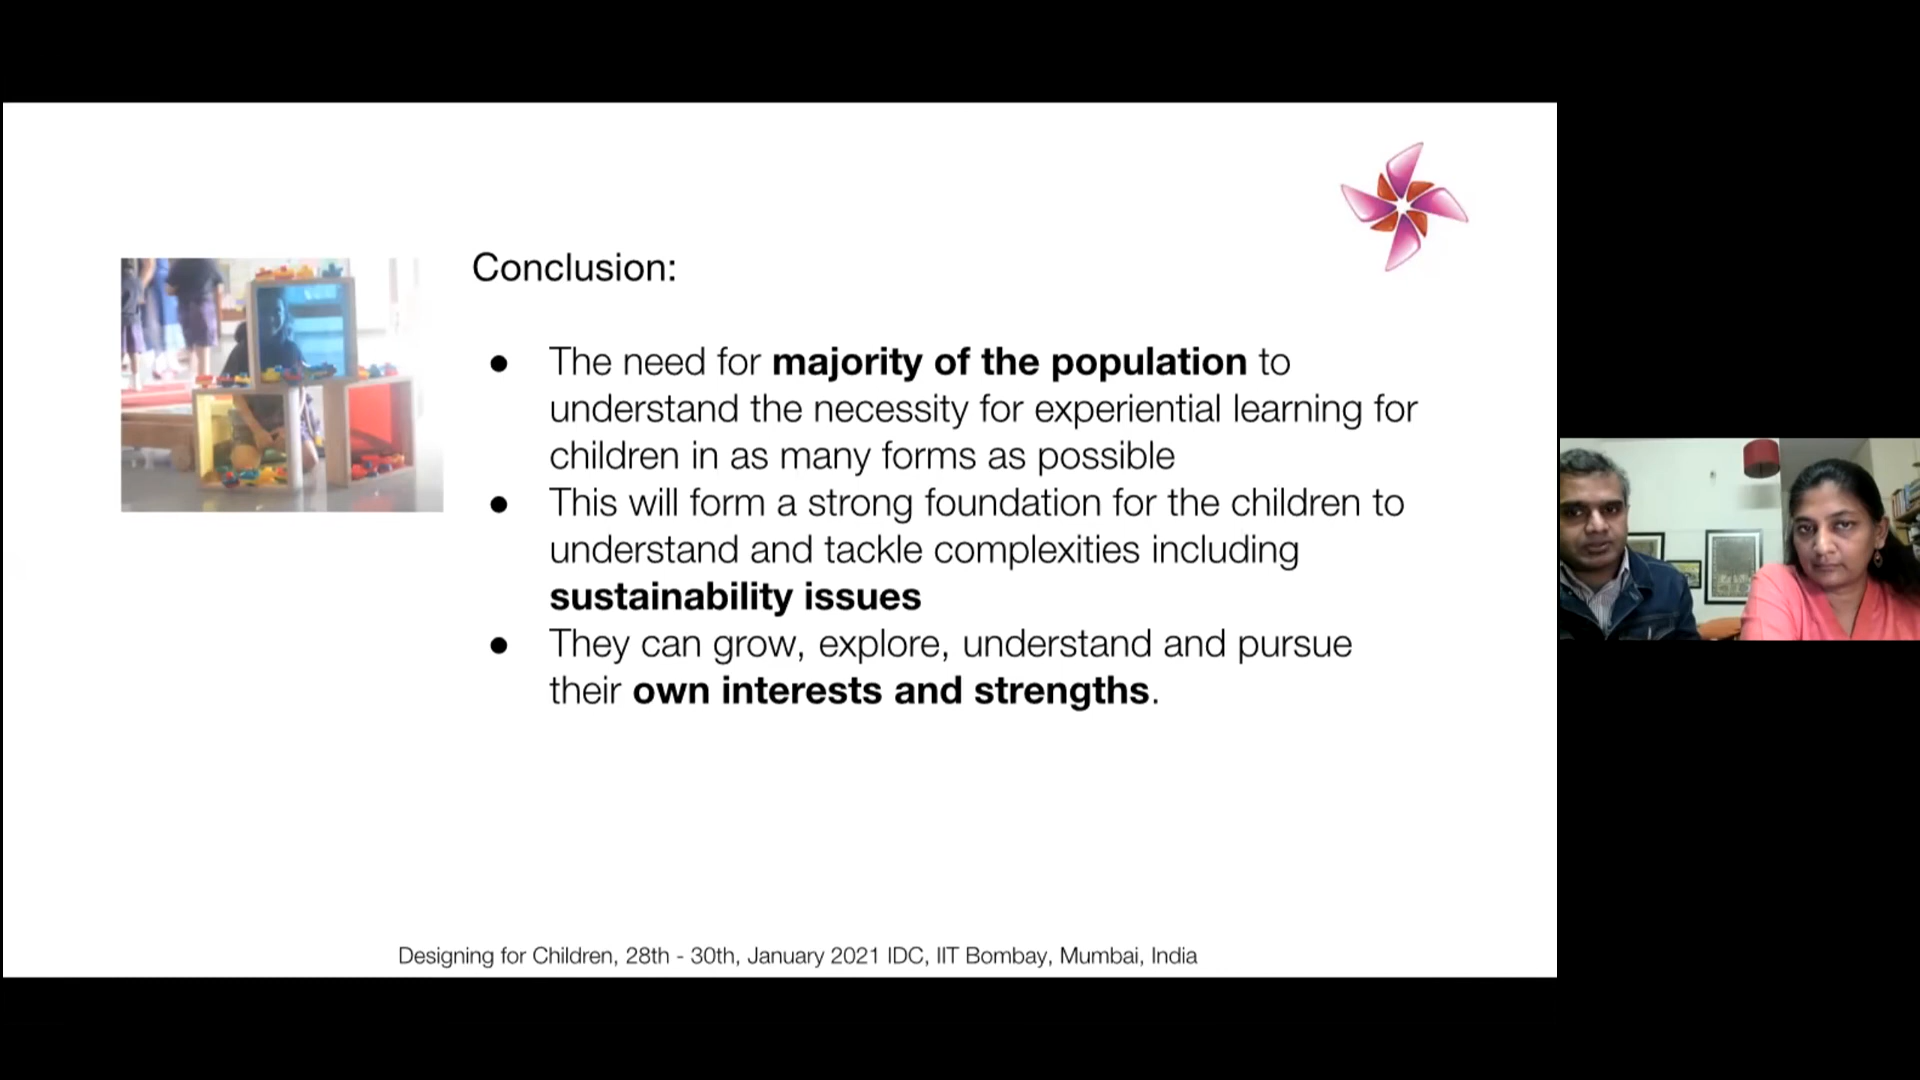 Conclusion:
● The need for majority of the population to
understand the necessity for experiential learning for
children in as many forms as possible
● This will form a strong foundation for the children to
understand and tackle complexities including
sustainability issues
● They can grow, explore, understand and pursue
their own interests and strengths.
Designing for Children, 28th - 30th, January 2021 IDC, IIT Bombay, Mumbai, India